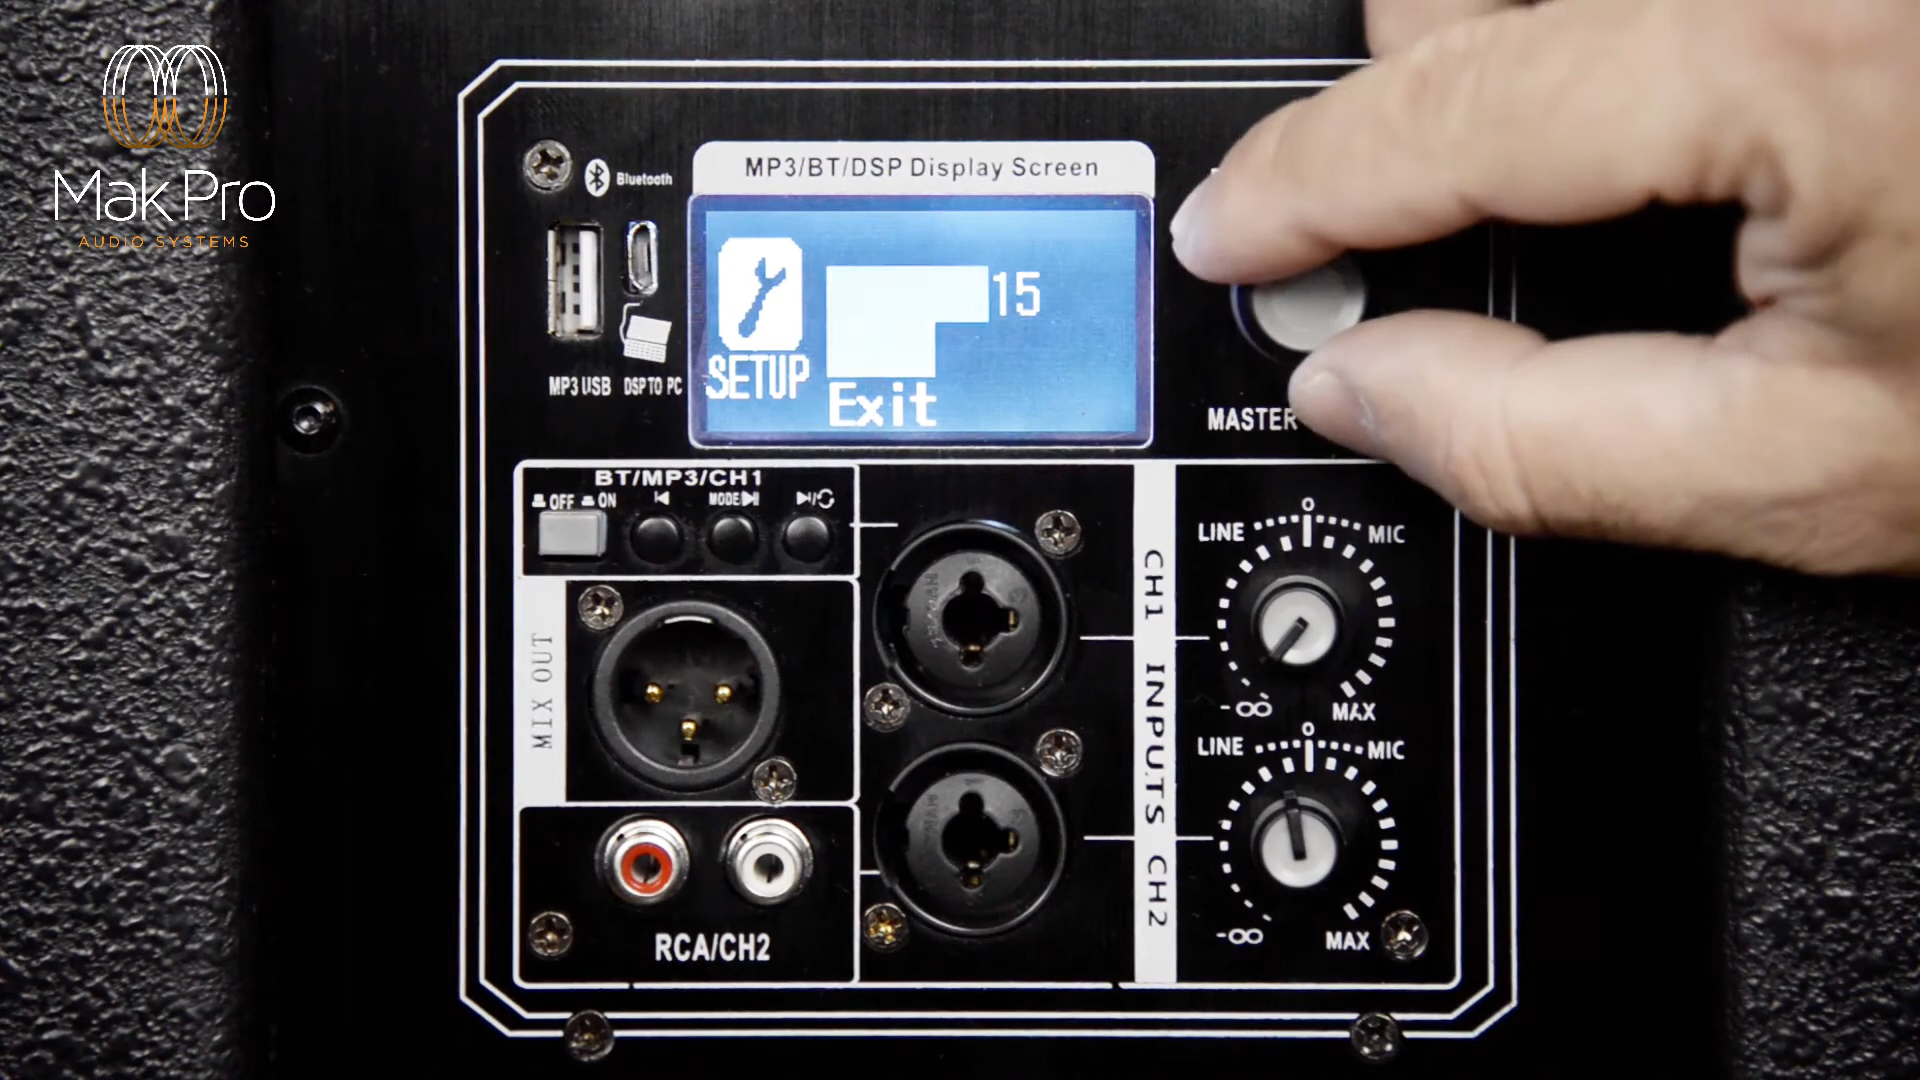 Mak Pro
AUDIO SYSTEMS
Bluetooth
MP3/BT/DSP Display Screen
15
SETUP
Exit
MP3 USB
DSP TO PC
MASTER
BT/MP3/CH1
OFF
ON
MODE
LINE
0
MIC
-∞
MAX
MIX OUT
CH1 INPUTS CH2
LINE
0
MIC
-∞
MAX
RCA/CH2